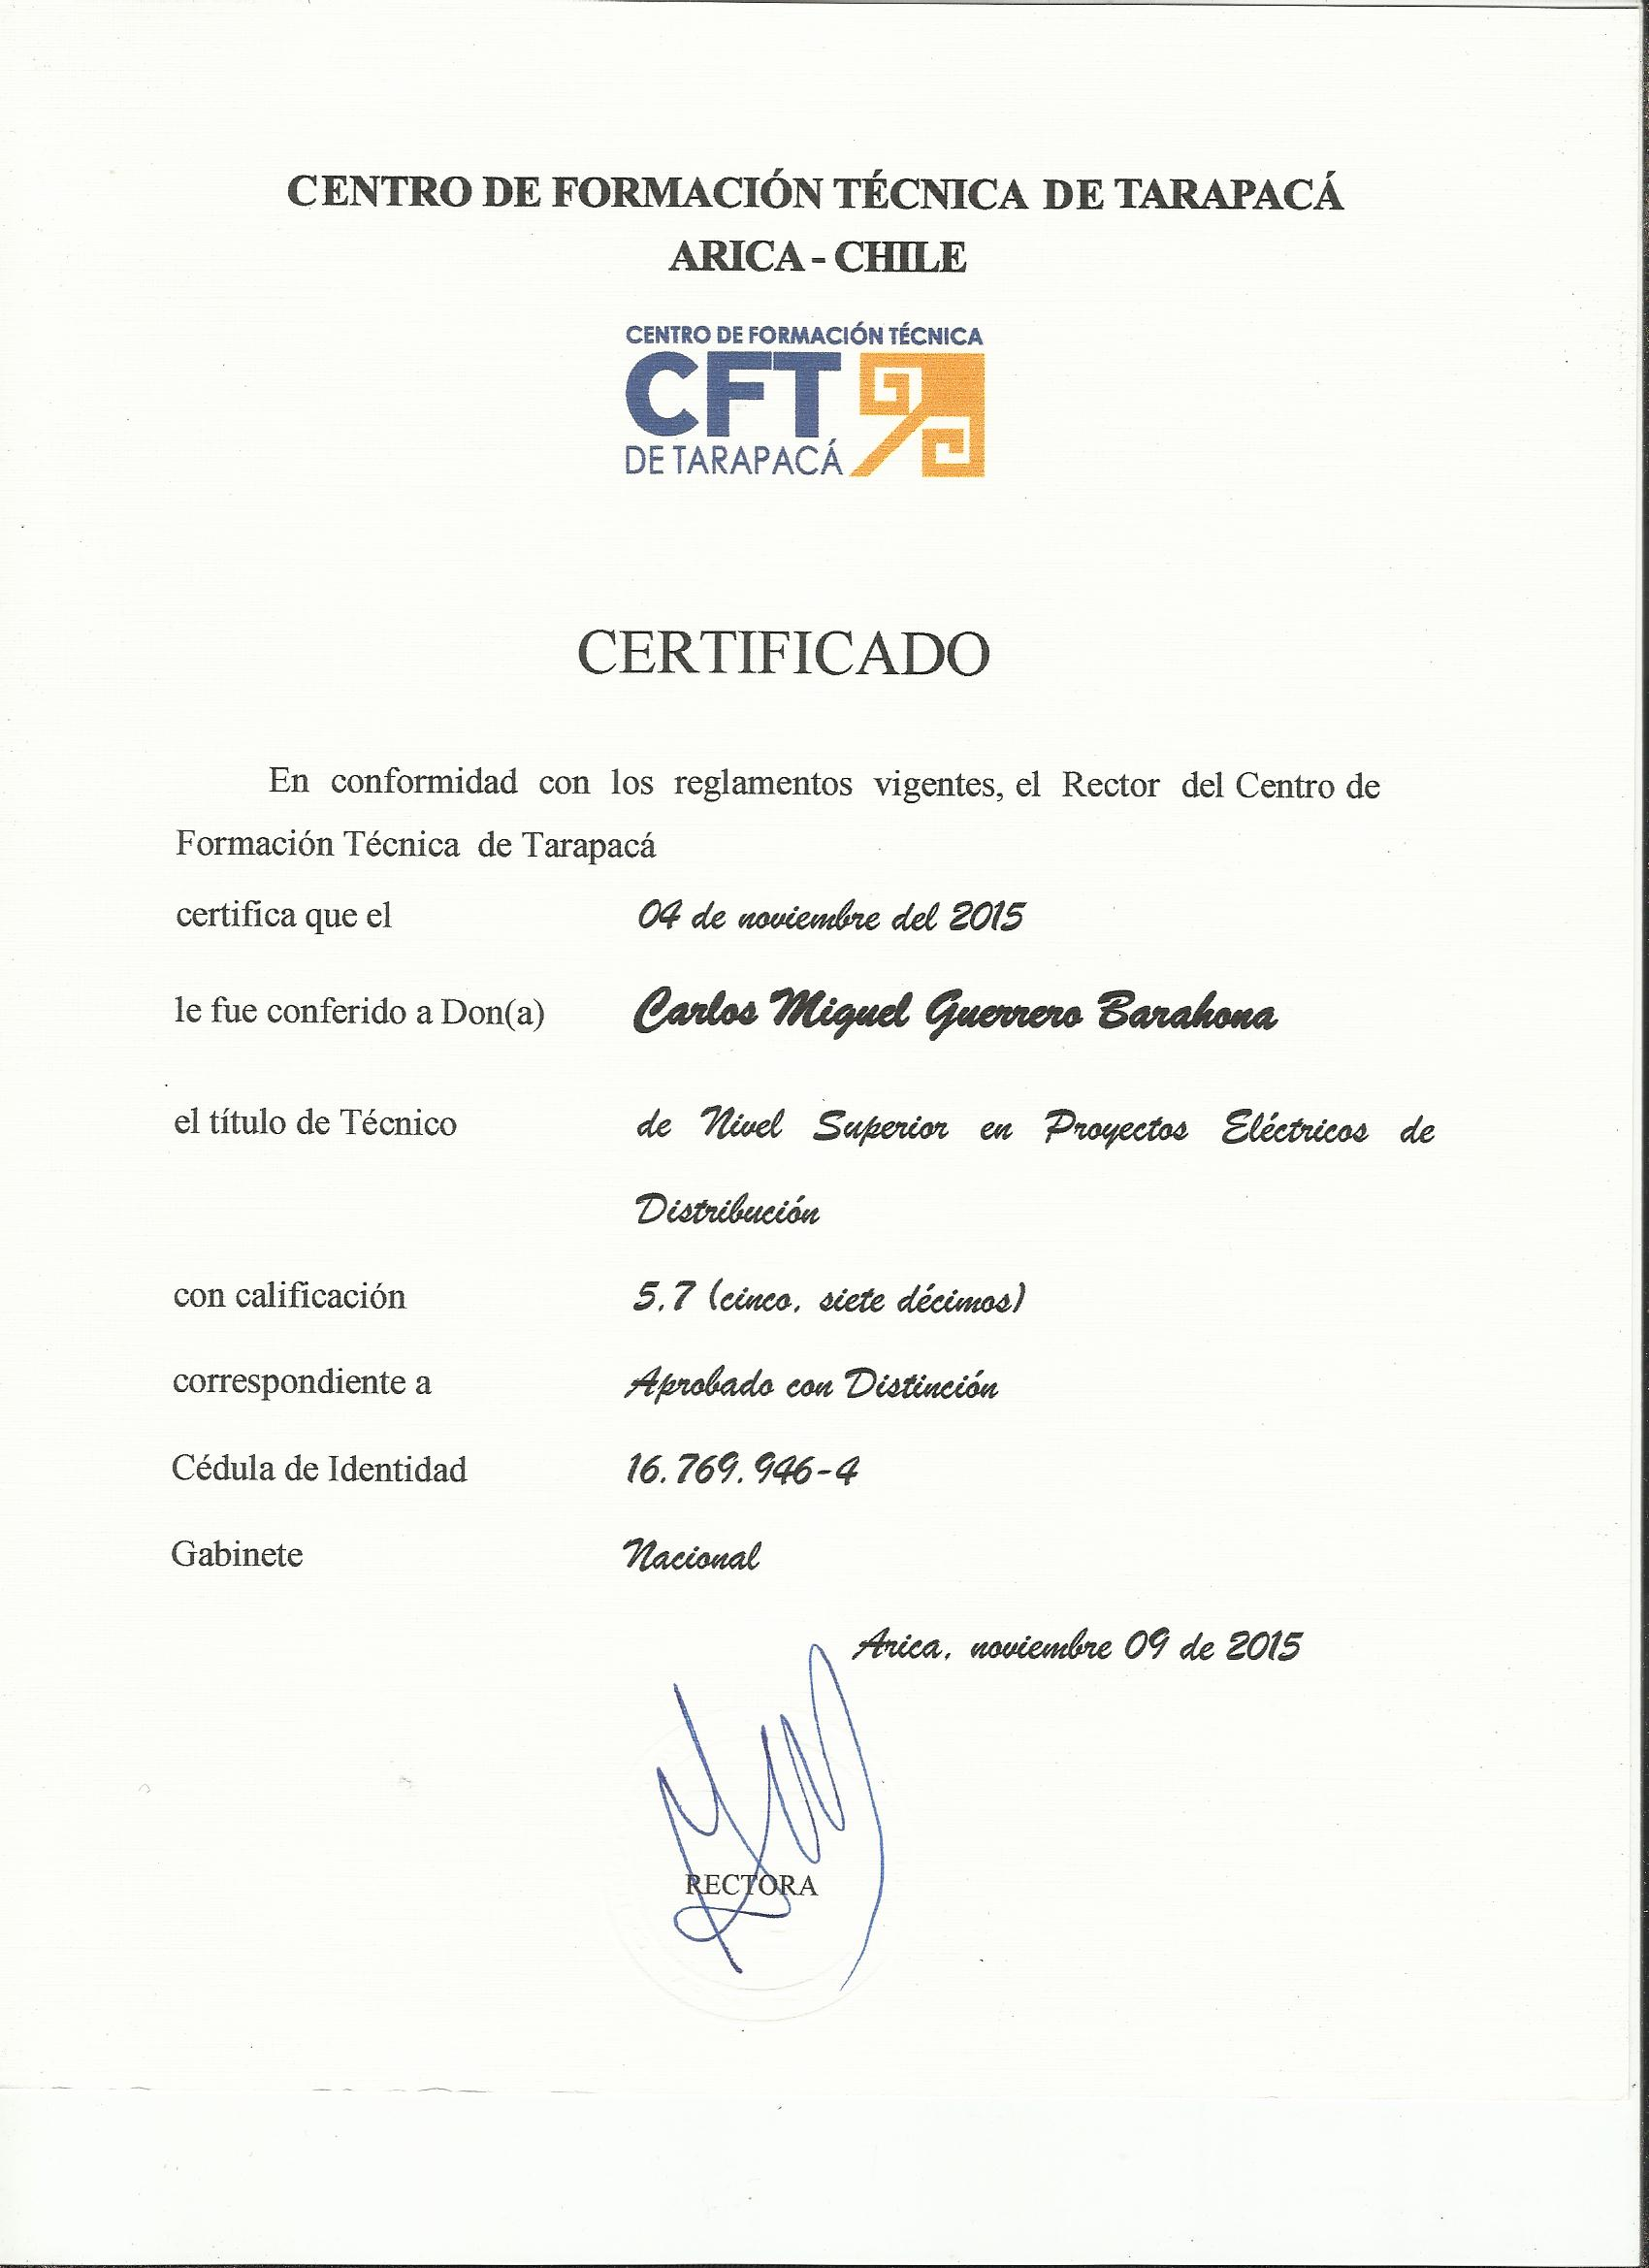 CENTRO DE FORMACIÓN TÉCNICA DE TARAPACÁ
ARICA - CHILE
CENTRO DE FORMACIÓN TÉCNICA
CFT
DE TARAPACÁ
CERTIFICADO
En conformidad con los reglamentos vigentes, el Rector del Centro de
Formación Técnica de Tarapacá
certifica que el 04 de noviembre del 2015
le fue conferido a Don(a) Carlos Miguel Guerrero Barahona
el título de Técnico de Nivel Superior en Proyectos Eléctricos de
Distribución
con calificación 5,7 (cinco, siete décimos)
correspondiente a Aprobado con Distinción
Cédula de Identidad 16.769.946-4
Gabinete Nacional
Arica, noviembre 09 de 2015
RECTORA